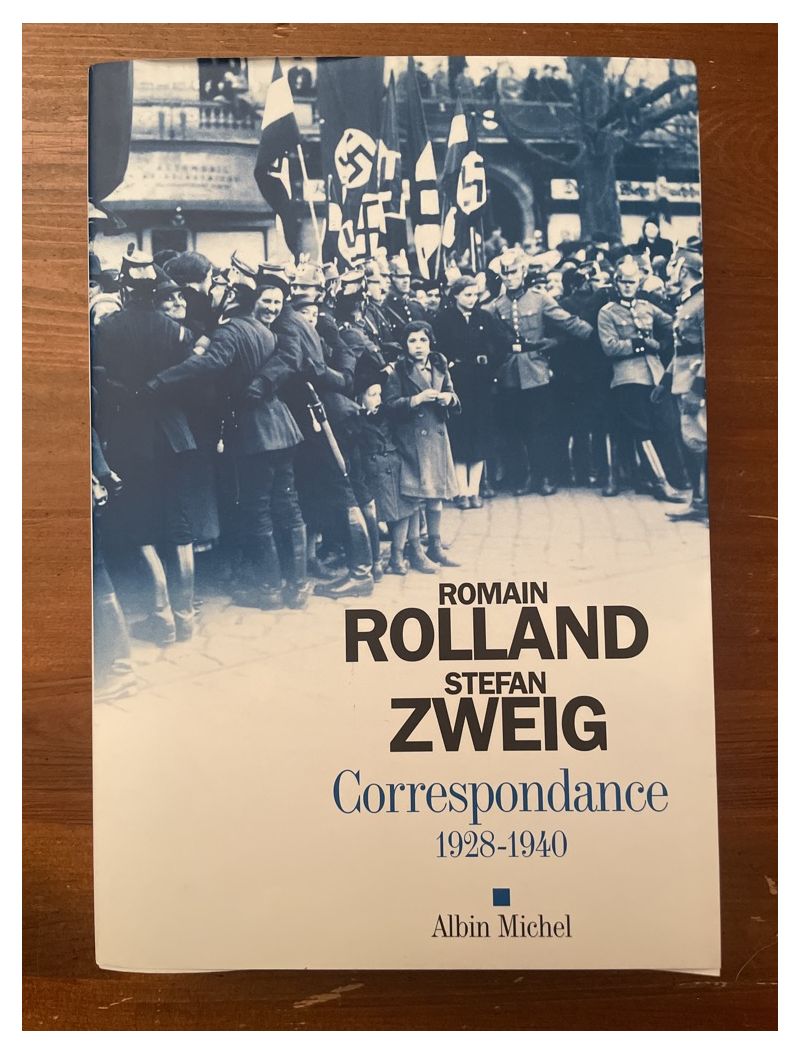 ROMAIN
ROLLAND
STEFAN
ZWEIG
Correspondance
1928-1940
Albin Michel